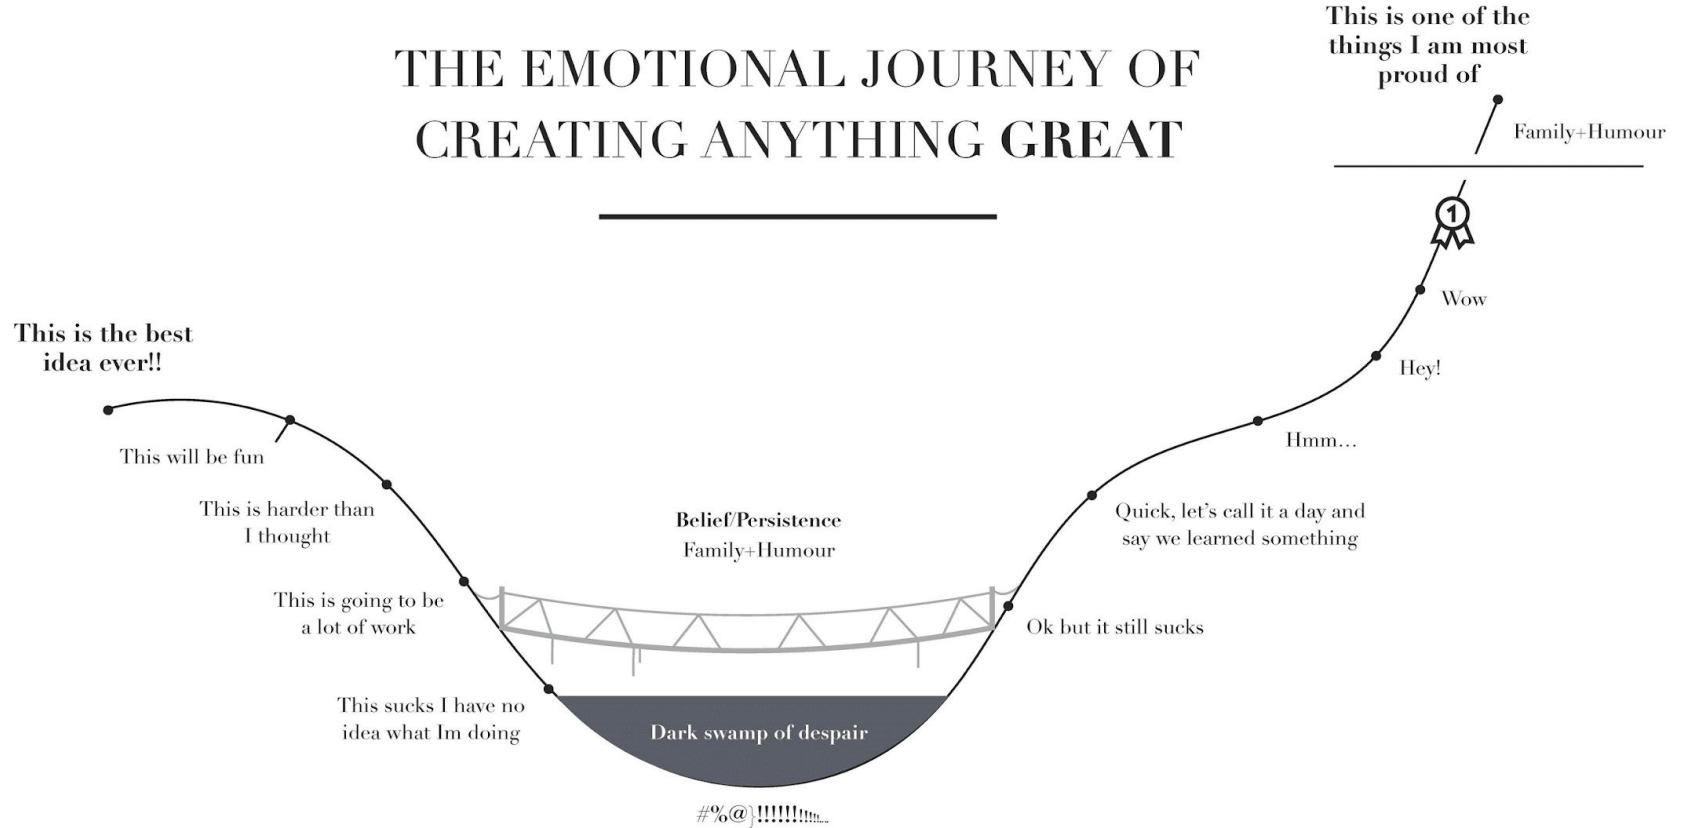 THE EMOTIONAL JOURNEY OF
CREATING ANYTHING GREAT
This is the best
idea ever!!
This will be fun
This is harder than
I thought
This is going to be
a lot of work
This sucks I have no
idea what Im doing
Dark swamp of despair
#%@}!!!!!!!!!!!!...
Belief/Persistence
Family+Humour
Ok but it still sucks
Quick, let's call it a day and
say we learned something
Hmm...
Hey!
Wow
1
This is one of the
things I am most
proud of
Family+Humour